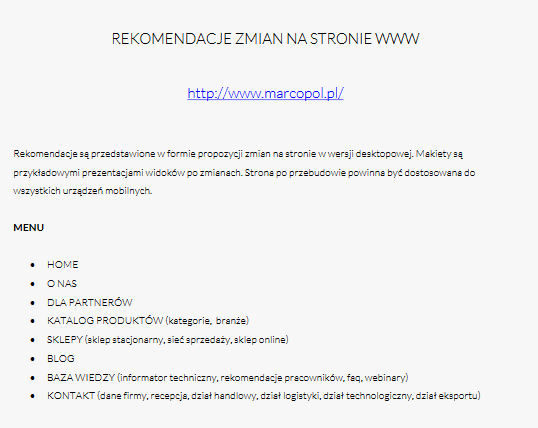 REKOMENDACJE ZMIAN NA STRONIE WWW
http://www.marcopol.pl/
Rekomendacje są przedstawione w formie propozycji zmian na stronie w wersji desktopowej. Makiety są
przykładowymi prezentacjami widoków po zmianach. Strona po przebudowie powinna być dostosowana do
wszystkich urządzeń mobilnych.
MENU
• HOME
• O NAS
• DLA PARTNERÓW
• KATALOG PRODUKTÓW (kategorie, branże)
• SKLEPY (sklep stacjonarny, sieć sprzedaży, sklep online)
• BLOG
• BAZA WIEDZY (informator techniczny, rekomendacje pracowników, faq, webinary)
• KONTAKT (dane firmy, recepcja, dział handlowy, dział logistyki, dział technologiczny, dział eksportu)